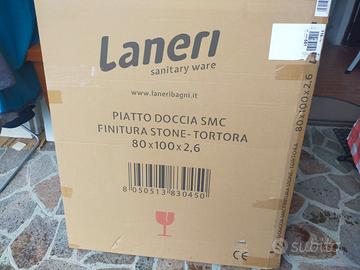 Laneri
sanitary ware
www.laneribagni.it
PIATTO DOCCIA SMC
FINITURA STONE-TORTORA
80x100x2,6
8 050513 830450
CE
80x100x2,6
subito